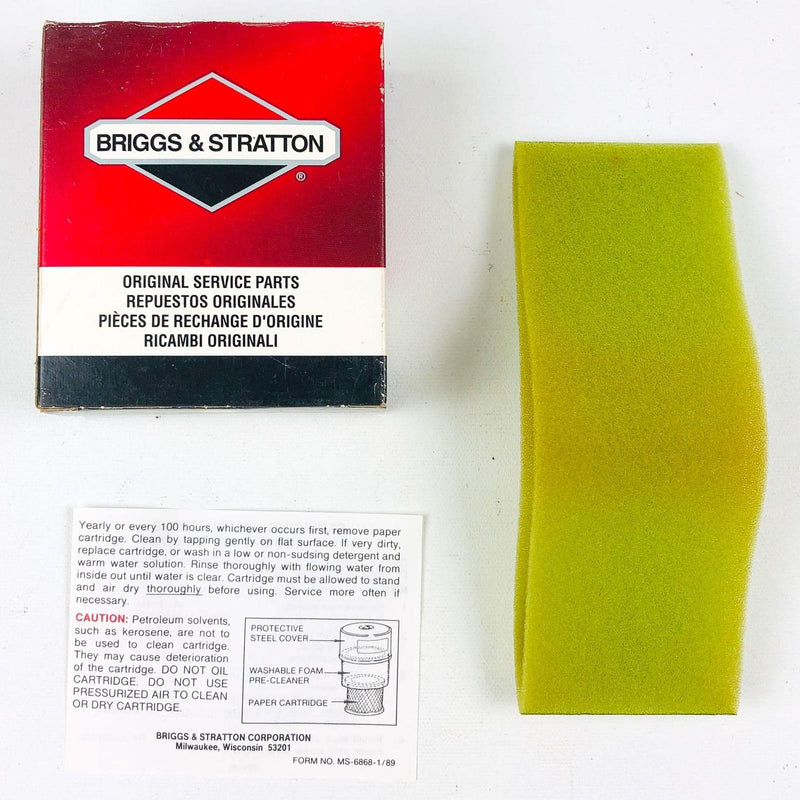 BRIGGS & STRATTON
®
ORIGINAL SERVICE PARTS
REPUESTOS ORIGINALES
PIÈCES DE RECHANGE D'ORIGINE
RICAMBI ORIGINALI
Yearly or every 100 hours, whichever occurs first, remove paper
cartridge. Clean by tapping gently on flat surface. If very dirty,
replace cartridge, or wash in a low or non-sudsing detergent and
warm water solution. Rinse thoroughly with flowing water from
inside out until water is clear. Cartridge must be allowed to stand
and air dry thoroughly before using. Service more often if
necessary.
CAUTION: Petroleum solvents,
such as kerosene, are not to
be used to clean cartridge.
They may cause deterioration
of the cartridge. DO NOT OIL
CARTRIDGE. DO NOT USE
PRESSURIZED AIR TO CLEAN
OR DRY CARTRIDGE.
PROTECTIVE
STEEL COVER
WASHABLE FOAM
PRE-CLEANER
PAPER CARTRIDGE
BRIGGS & STRATTON CORPORATION
Milwaukee, Wisconsin 53201
FORM NO. MS-6868-1/89